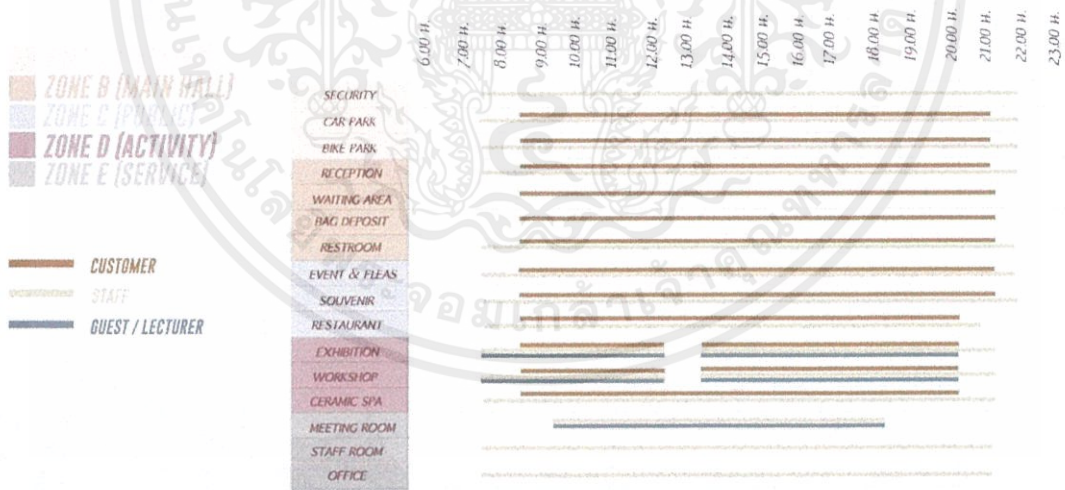 6.00 น. 7.00 น. 8.00 น. 9.00 น. 10.00 น. 11.00 น. 12.00 น. 13.00 น. 14.00 น. 15.00 น. 16.00 น. 17.00 น. 18.00 น. 19.00 น. 20.00 น. 21.00 น. 22.00 น. 23.00 น.
ZONE B (MAIN HALL)
ZONE C (PUBLIC)
ZONE D (ACTIVITY)
ZONE E (SERVICE)
CUSTOMER
STAFF
GUEST / LECTURER
SECURITY
CAR PARK
BIKE PARK
RECEPTION
WAITING AREA
BAG DEPOSIT
RESTROOM
EVENT & FLEAS
SOUVENIR
RESTAURANT
EXHIBITION
WORKSHOP
CERAMIC SPA
MEETING ROOM
STAFF ROOM
OFFICE